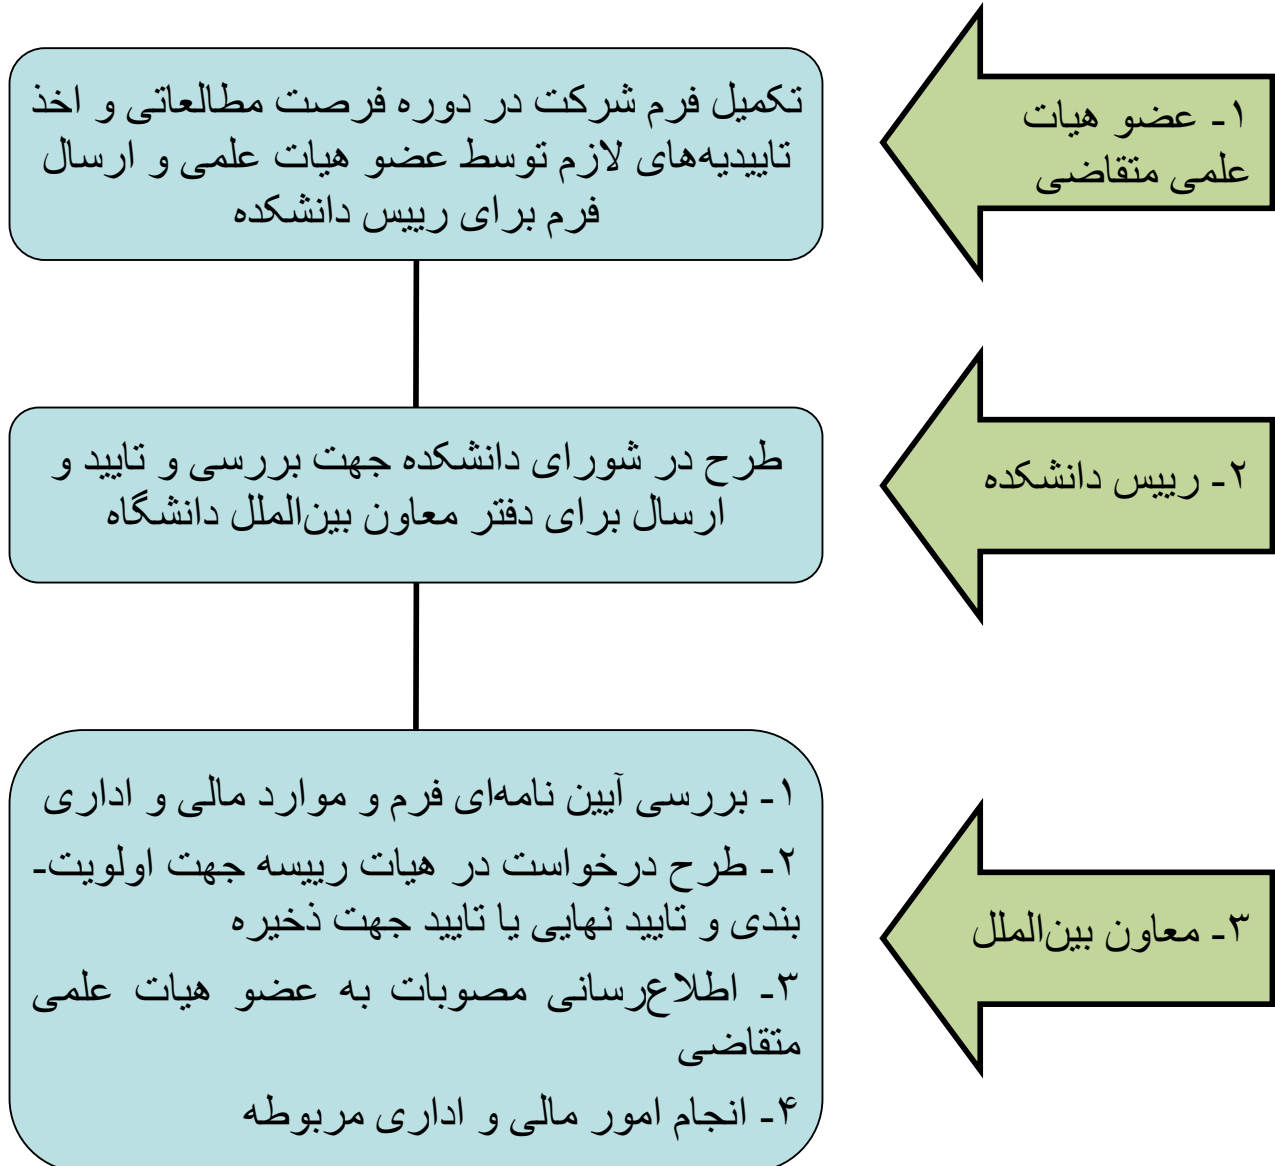 ۱- عضو هیات
علمی متقاضی
تکمیل فرم شرکت در دوره فرصت مطالعاتی و اخذ
تاییدیه‌های لازم توسط عضو هیات علمی و ارسال
فرم برای رییس دانشکده
۲- رییس دانشکده
طرح در شورای دانشکده جهت بررسی و تایید و
ارسال برای دفتر معاون بین‌الملل دانشگاه
۳- معاون بین‌الملل
۱- بررسی آیین نامه‌ای فرم و موارد مالی و اداری
۲- طرح درخواست در هیات رییسه جهت اولویت-
بندی و تایید نهایی یا تایید جهت ذخیره
۳- اطلاع‌رسانی مصوبات به عضو هیات علمی
متقاضی
۴- انجام امور مالی و اداری مربوطه